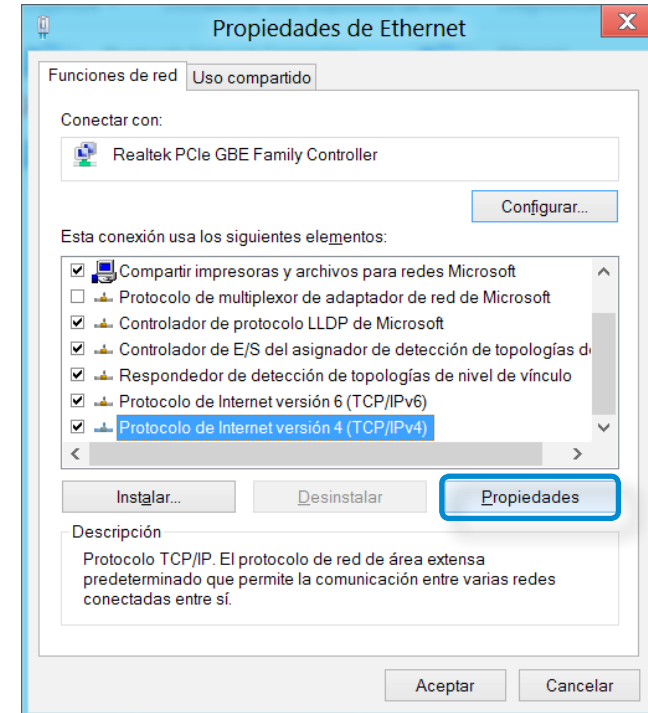 Propiedades de Ethernet
X
Funciones de red Uso compartido
Conectar con:
Realtek PCIe GBE Family Controller
Configurar...
Esta conexión usa los siguientes elementos:
Compartir impresoras y archivos para redes Microsoft
Protocolo de multiplexor de adaptador de red de Microsoft
Controlador de protocolo LLDP de Microsoft
Controlador de E/S del asignador de detección de topologías d
Respondedor de detección de topologías de nivel de vínculo
Protocolo de Internet versión 6 (TCP/IPv6)
Protocolo de Internet versión 4 (TCP/IPv4)
Instalar... Desinstalar Propiedades
Descripción
Protocolo TCP/IP. El protocolo de red de área extensa
predeterminado que permite la comunicación entre varias redes
conectadas entre sí.
Aceptar Cancelar